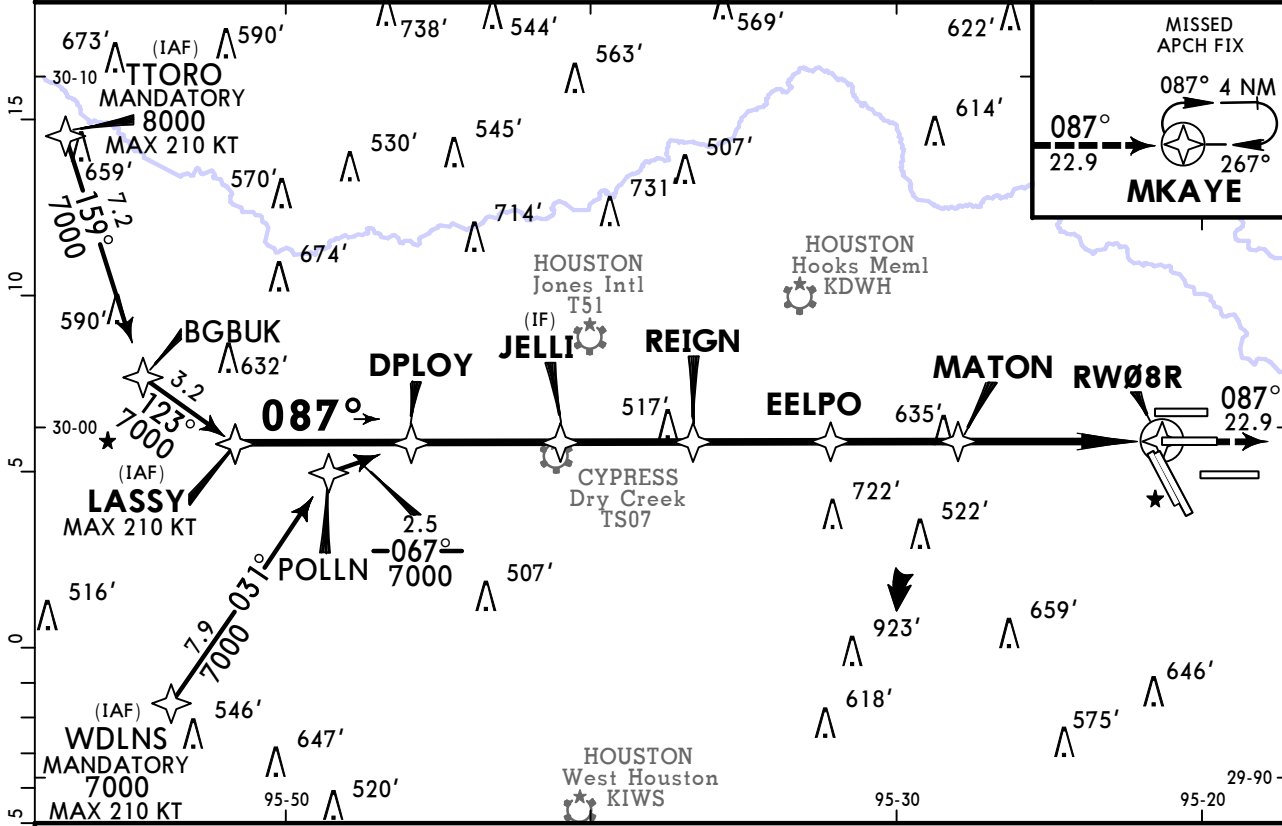 673’
(IAF)
TTORO
MANDATORY
8000
MAX 210 KT
590’
738’
544’
563’
569’
622’
MISSED
APCH FIX
087° 4 NM
087°
22.9
267°
MKAYE
30-10
15
659’
7.2
159°
7000
570’
530’
545’
507’
731’
614’
714’
674’
HOUSTON
Jones Intl
T51
HOUSTON
Hooks Meml
KDWH
10
590’
BGBUK
632’
3.2
123°
7000
087°
DPLOY
(IF)
JELLI
REIGN
517’
EELPO
635’
MATON
RWØ8R
087°
22.9
30-00
5
(IAF)
LASSY
MAX 210 KT
CYPRESS
Dry Creek
TS07
722’
522’
POLLN
2.5
067°
7000
507’
516’
031°
7.9
7000
0
923’
659’
646’
618’
575’
(IAF)
WDLNS
MANDATORY
7000
MAX 210 KT
546’
647’
520’
HOUSTON
West Houston
KIWS
29-90
5
95-50
95-30
95-20